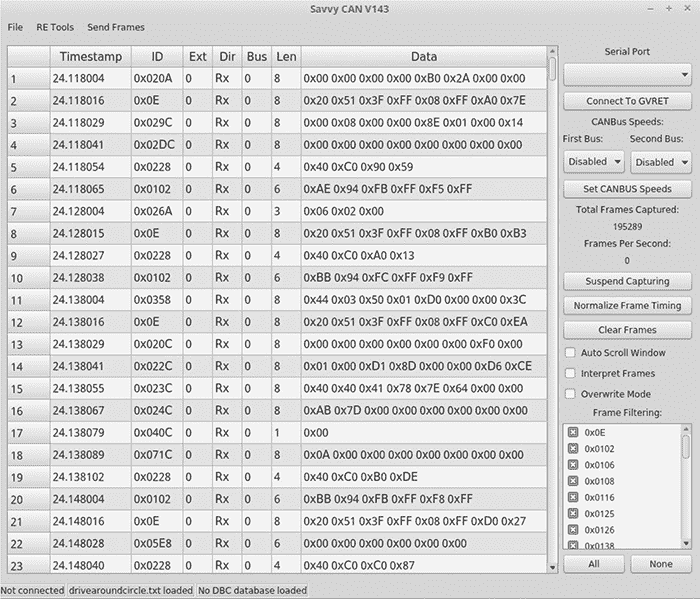 Savvy CAN V143
File RE Tools Send Frames
Timestamp ID Ext Dir Bus Len Data
1 24.118004 0x020A 0 Rx 0 8 0x00 0x00 0x00 0x00 0xB0 0x2A 0x00 0x00
2 24.118016 0x0E 0 Rx 0 8 0x20 0x51 0x3F 0xFF 0x08 0xFF 0xA0 0x7E
3 24.118029 0x029C 0 Rx 0 8 0x00 0x08 0x00 0x00 0x8E 0x01 0x00 0x14
4 24.118041 0x02DC 0 Rx 0 8 0x00 0x00 0x00 0x00 0x00 0x00 0x00 0x00
5 24.118054 0x0228 0 Rx 0 4 0x40 0xC0 0x90 0x59
6 24.118065 0x0102 0 Rx 0 6 0xAE 0x94 0xFB 0xFF 0xF5 0xFF
7 24.128004 0x026A 0 Rx 0 3 0x06 0x02 0x00
8 24.128015 0x0E 0 Rx 0 8 0x20 0x51 0x3F 0xFF 0x08 0xFF 0xB0 0xB3
9 24.128027 0x0228 0 Rx 0 4 0x40 0xC0 0xA0 0x13
10 24.128038 0x0102 0 Rx 0 6 0xBB 0x94 0xFC 0xFF 0xF9 0xFF
11 24.138004 0x0358 0 Rx 0 8 0x44 0x03 0x50 0x01 0xD0 0x00 0x00 0x3C
12 24.138016 0x0E 0 Rx 0 8 0x20 0x51 0x3F 0xFF 0x08 0xFF 0xC0 0xEA
13 24.138029 0x020C 0 Rx 0 8 0x00 0x00 0x00 0x00 0x00 0x00 0xF0 0x00
14 24.138041 0x022C 0 Rx 0 8 0x01 0x00 0xD1 0x8D 0x00 0x00 0xD6 0xCE
15 24.138055 0x023C 0 Rx 0 8 0x40 0x40 0x41 0x78 0x7E 0x64 0x00 0x00
16 24.138067 0x024C 0 Rx 0 8 0xAB 0x7D 0x00 0x00 0x00 0x00 0x00 0x00
17 24.138079 0x040C 0 Rx 0 1 0x00
18 24.138089 0x071C 0 Rx 0 8 0x0A 0x00 0x00 0x00 0x00 0x00 0x00 0x00
19 24.138102 0x0228 0 Rx 0 4 0x40 0xC0 0xB0 0xDE
20 24.148004 0x0102 0 Rx 0 6 0xBB 0x94 0xFB 0xFF 0xF8 0xFF
21 24.148016 0x0E 0 Rx 0 8 0x20 0x51 0x3F 0xFF 0x08 0xFF 0xD0 0x27
22 24.148028 0x05E8 0 Rx 0 6 0x00 0x00 0x00 0x00 0x00 0x00
23 24.148040 0x0228 0 Rx 0 4 0x40 0xC0 0xC0 0x87
Serial Port
Connect To GVRET
CANBus Speeds:
First Bus: Second Bus:
Disabled Disabled
Set CANBUS Speeds
Total Frames Captured:
195289
Frames Per Second:
0
Suspend Capturing
Normalize Frame Timing
Clear Frames
Auto Scroll Window
Interpret Frames
Overwrite Mode
Frame Filtering:
0x0E
0x0102
0x0106
0x0108
0x0116
0x0125
0x0126
0x0138
All None
Not connected drivearoundcircle.txt loaded No DBC database loaded